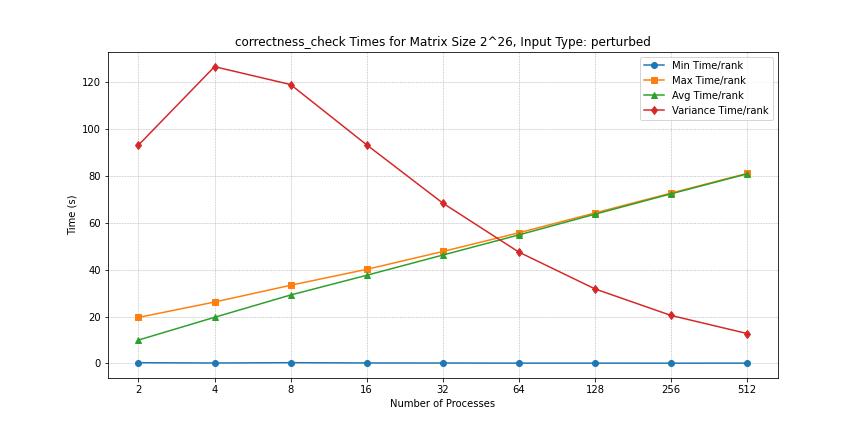 correctness_check Times for Matrix Size 2^26, Input Type: perturbed
Min Time/rank
Max Time/rank
Avg Time/rank
Variance Time/rank
Time (s)
120
100
80
60
40
20
0
2 4 8 16 32 64 128 256 512
Number of Processes